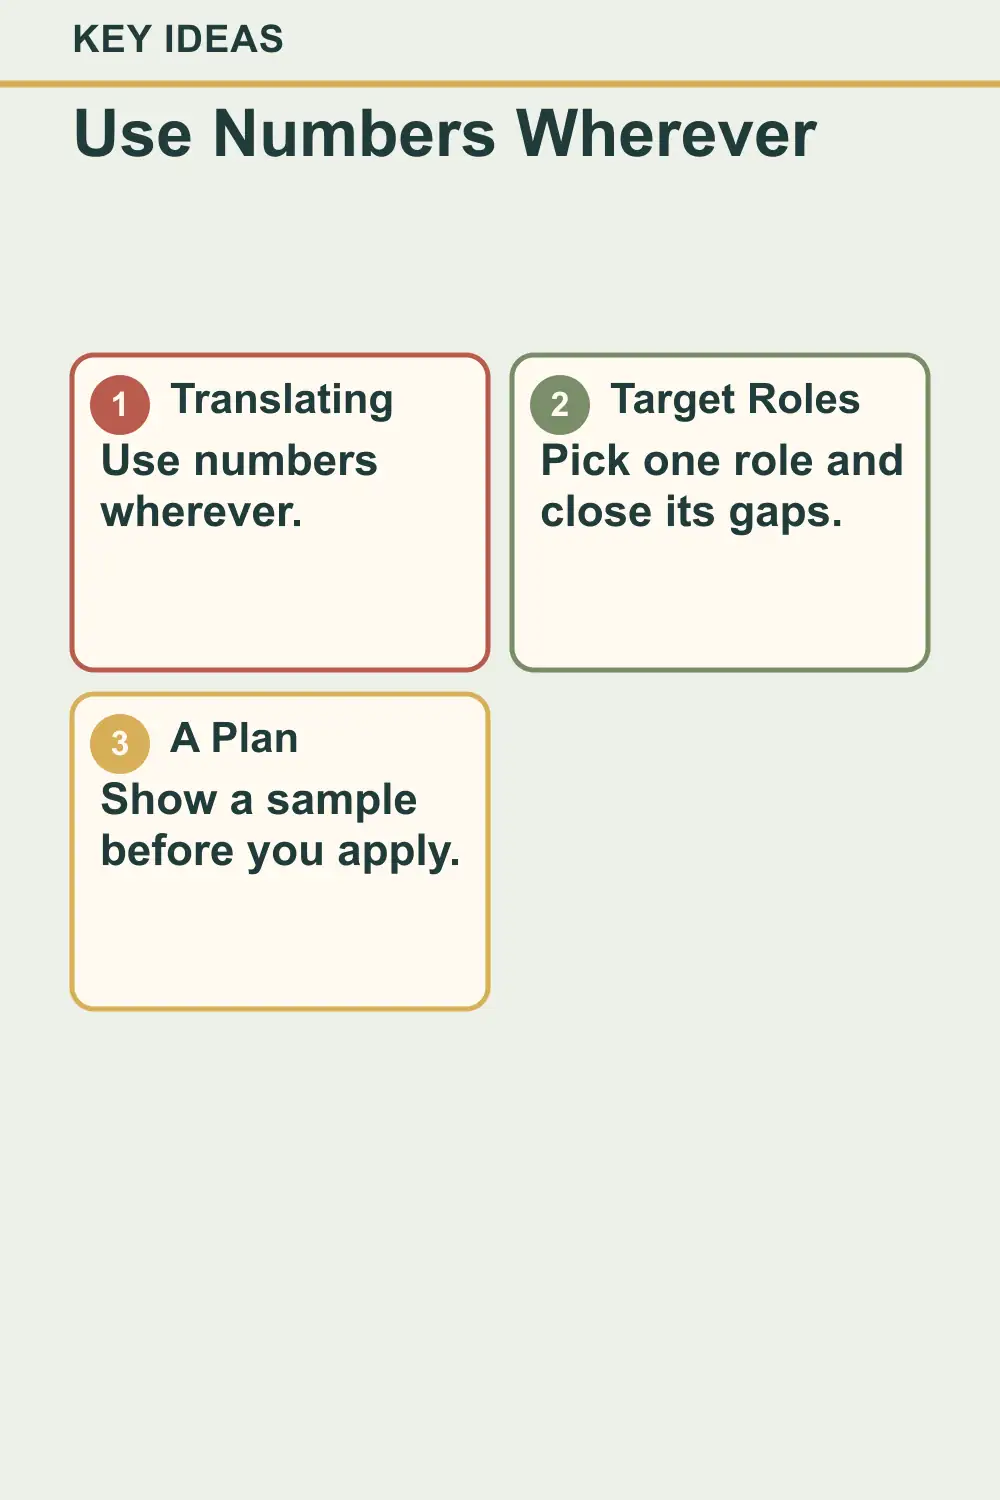 KEY IDEAS
Use Numbers Wherever
1 Translating
Use numbers
wherever.
2 Target Roles
Pick one role and
close its gaps.
3 A Plan
Show a sample
before you apply.